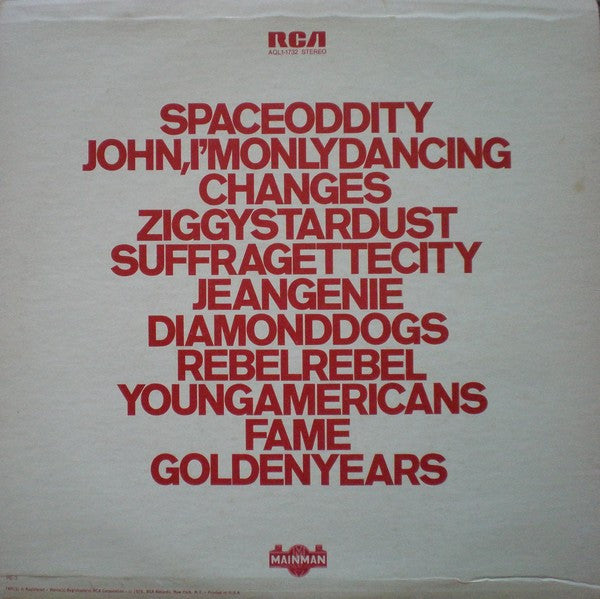 RCA
AQL1-1732 STEREO
SPACEODDITY
JOHN,I'MONLYDANCING
CHANGES
ZIGGYSTARDUST
SUFFRAGETTECITY
JEANGENIE
DIAMONDDOGS
REBELREBEL
YOUNGAMERICANS
FAME
GOLDENYEARS
MAINMAN